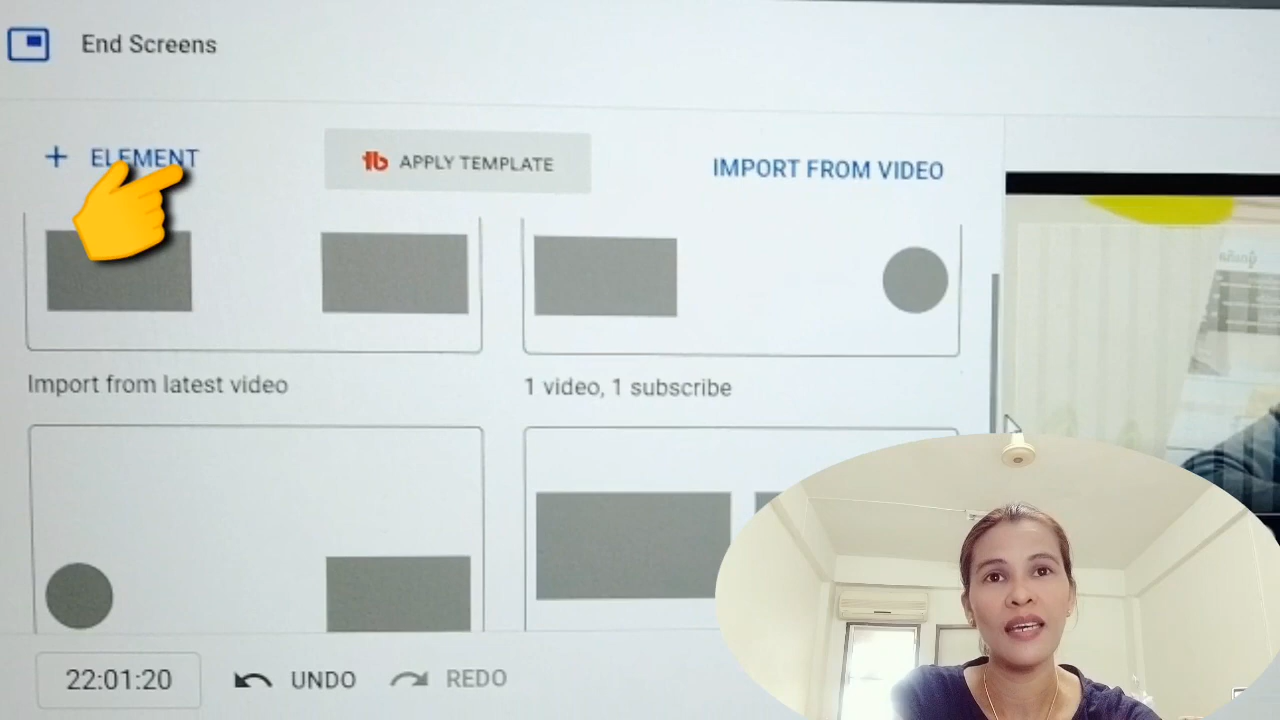 End Screens
+ ELEMENT
tb APPLY TEMPLATE
IMPORT FROM VIDEO
Import from latest video
1 video, 1 subscribe
22:01:20
UNDO
REDO